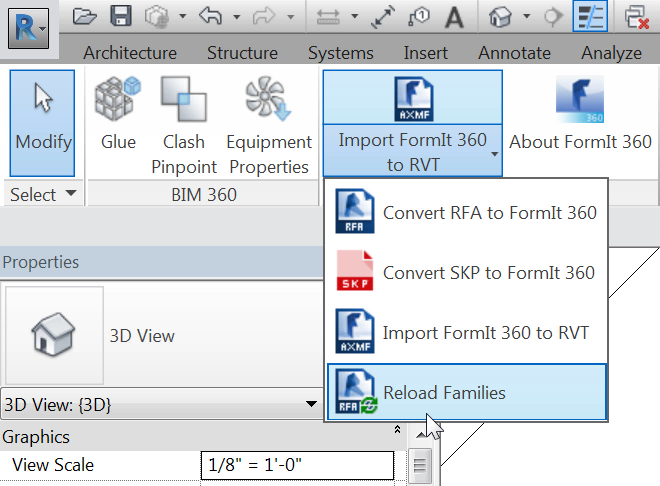 R
A
Architecture Structure Systems Insert Annotate Analyze
Modify
Glue
Clash
Pinpoint
Equipment
Properties
AXMF
Import FormIt 360
to RVT
360
About FormIt 360
Select
BIM 360
RFA
Convert RFA to FormIt 360
SKP
Convert SKP to FormIt 360
AXMF
Import FormIt 360 to RVT
RFA
Reload Families
Properties
3D View
3D View: {3D}
Graphics
View Scale
1/8" = 1'-0"